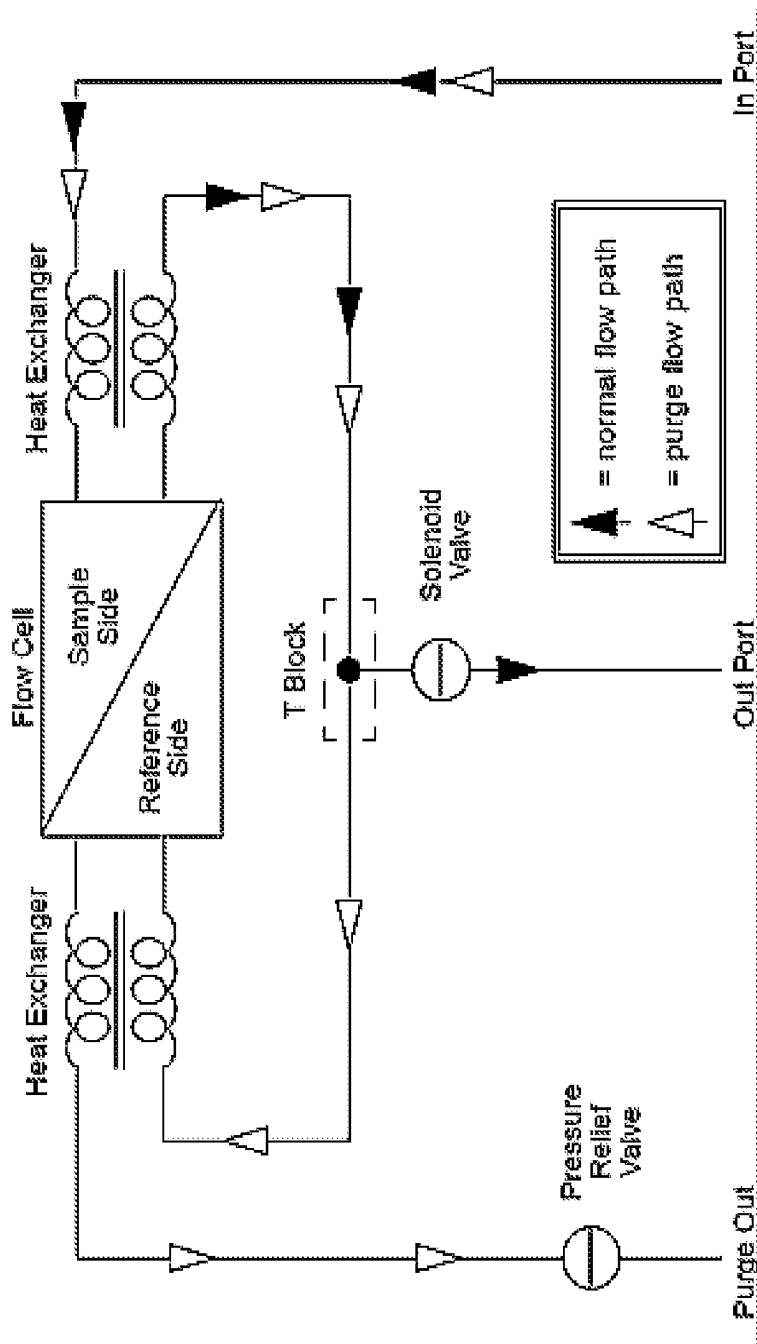 Flow Cell
Heat Exchanger
Heat Exchanger
Sample
Side
Reference
Side
T Block
Solenoid
Valve
Pressure
Relief
Valve
= normal flow path
= purge flow path
Purge Out
Out Port
In Port